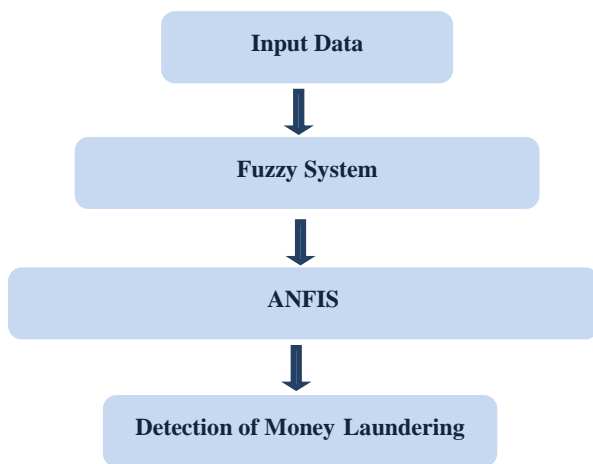 Input Data
Fuzzy System
ANFIS
Detection of Money Laundering